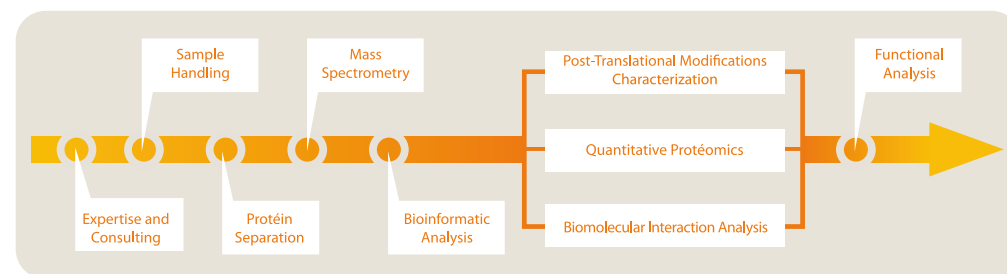 Sample
Handling
Mass
Spectrometry
Post-Translational Modifications
Characterization
Functional
Analysis
Quantitative Protéomics
Expertise and
Consulting
Protéin
Separation
Bioinformatic
Analysis
Biomolecular Interaction Analysis